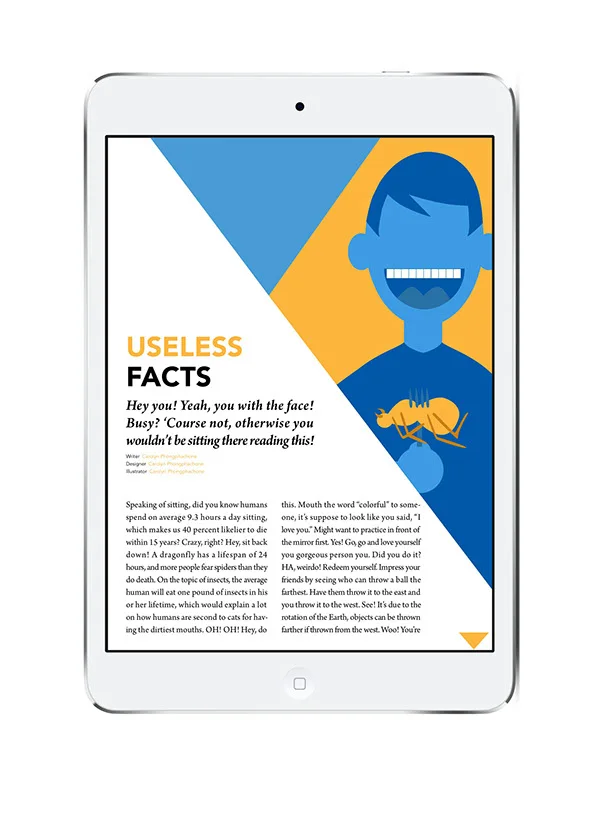 USELESS
FACTS
Hey you! Yeah, you with the face!
Busy? ‘Course not, otherwise you
wouldn’t be sitting there reading this!
Writer Carolyn Phongphachone
Designer Carolyn Phongphachone
Illustrator Carolyn Phongphachone
Speaking of sitting, did you know humans
spend on average 9.3 hours a day sitting,
which makes us 40 percent likelier to die
within 15 years? Crazy, right? Hey, sit back
down! A dragonfly has a lifespan of 24
hours, and more people fear spiders than they
do death. On the topic of insects, the average
human will eat one pound of insects in his
or her lifetime, which would explain a lot
on how humans are second to cats for hav-
ing the dirtiest mouths. OH! OH! Hey, do
this. Mouth the word “colorful” to some-
one, it’s suppose to look like you said, “I
love you.” Might want to practice in front of
the mirror first. Yes! Go, go and love yourself
you gorgeous person you. Did you do it?
HA, weirdo! Redeem yourself. Impress your
friends by seeing who can throw a ball the
farthest. Have them throw it to the east and
you throw it to the west. See! It’s due to the
rotation of the Earth, objects can be thrown
farther if thrown from the west. Woo! You’re